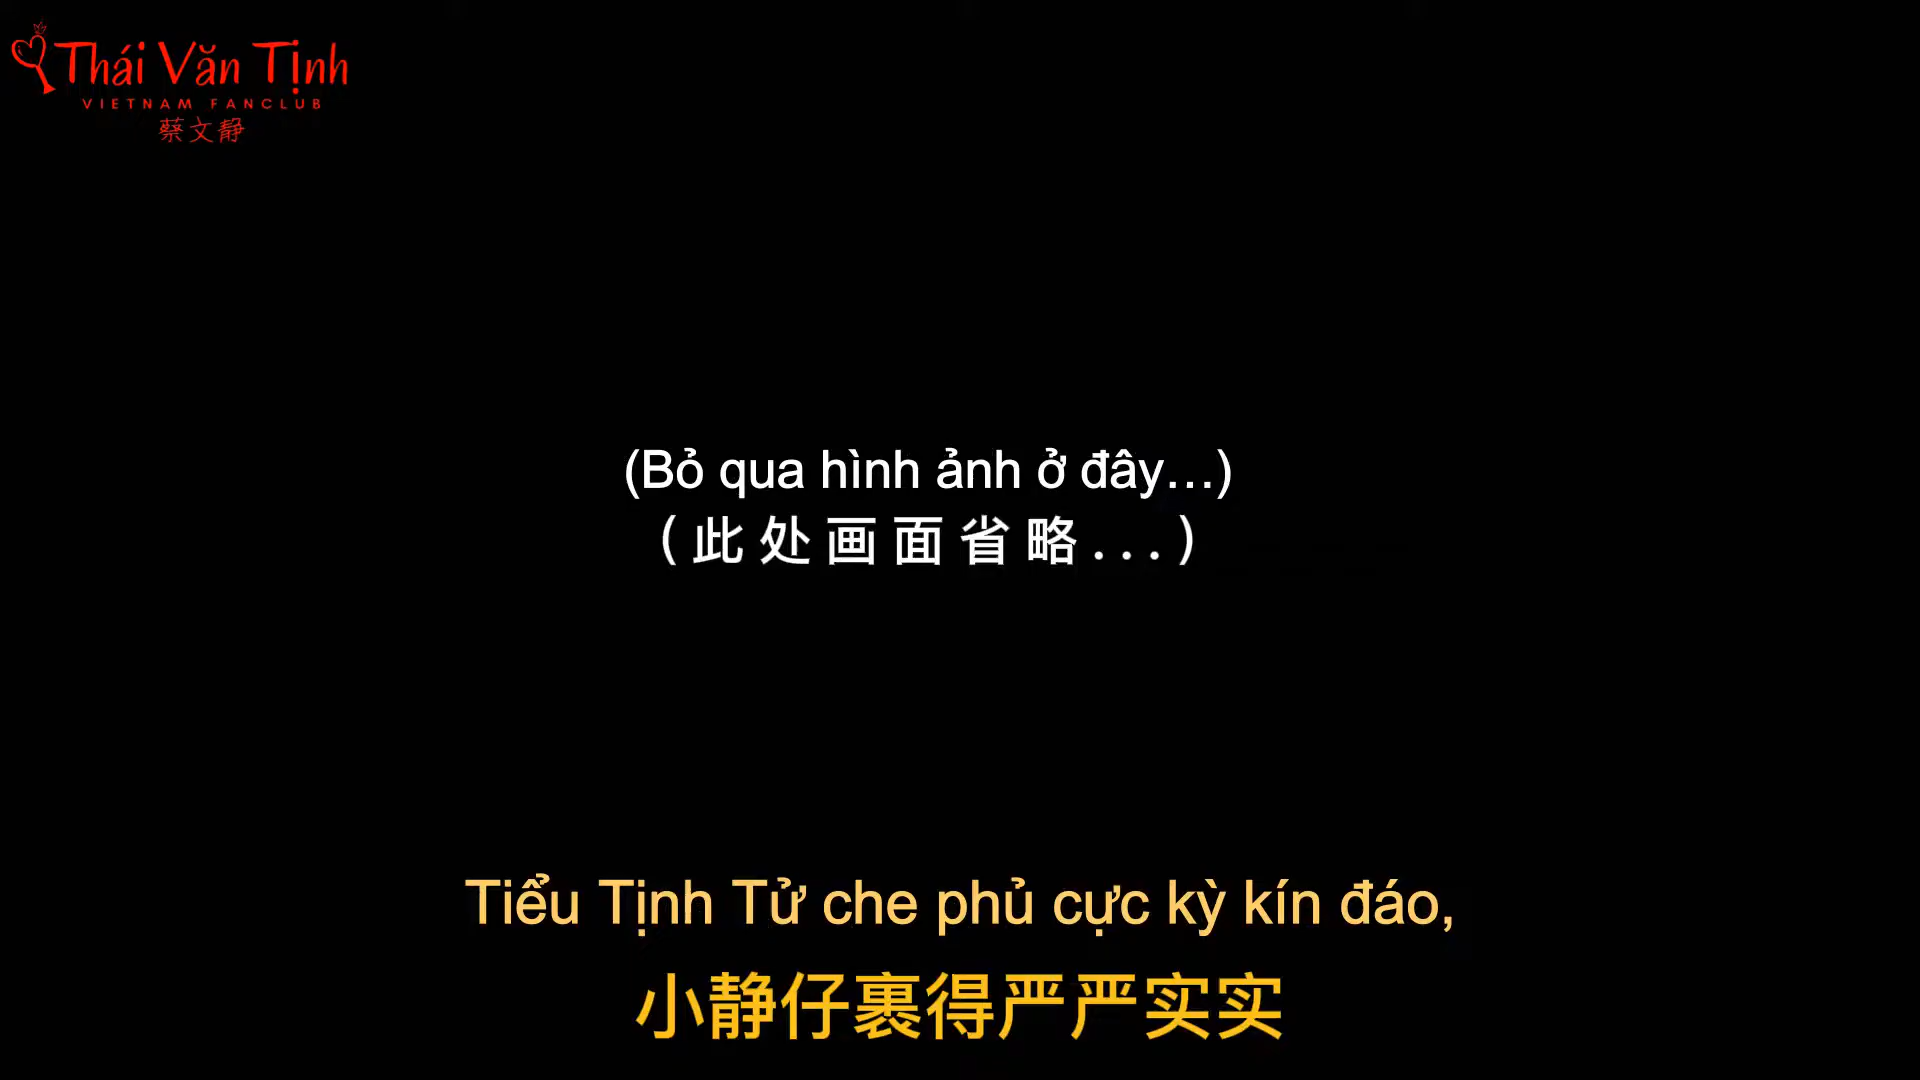 Thái Văn Tịnh
VIETNAM FANCLUB
蔡文静
(Bỏ qua hình ảnh ở đây...)
(此处画面省略...)
Tiểu Tịnh Tử che phủ cực kỳ kín đáo,
小静仔裹得严严实实